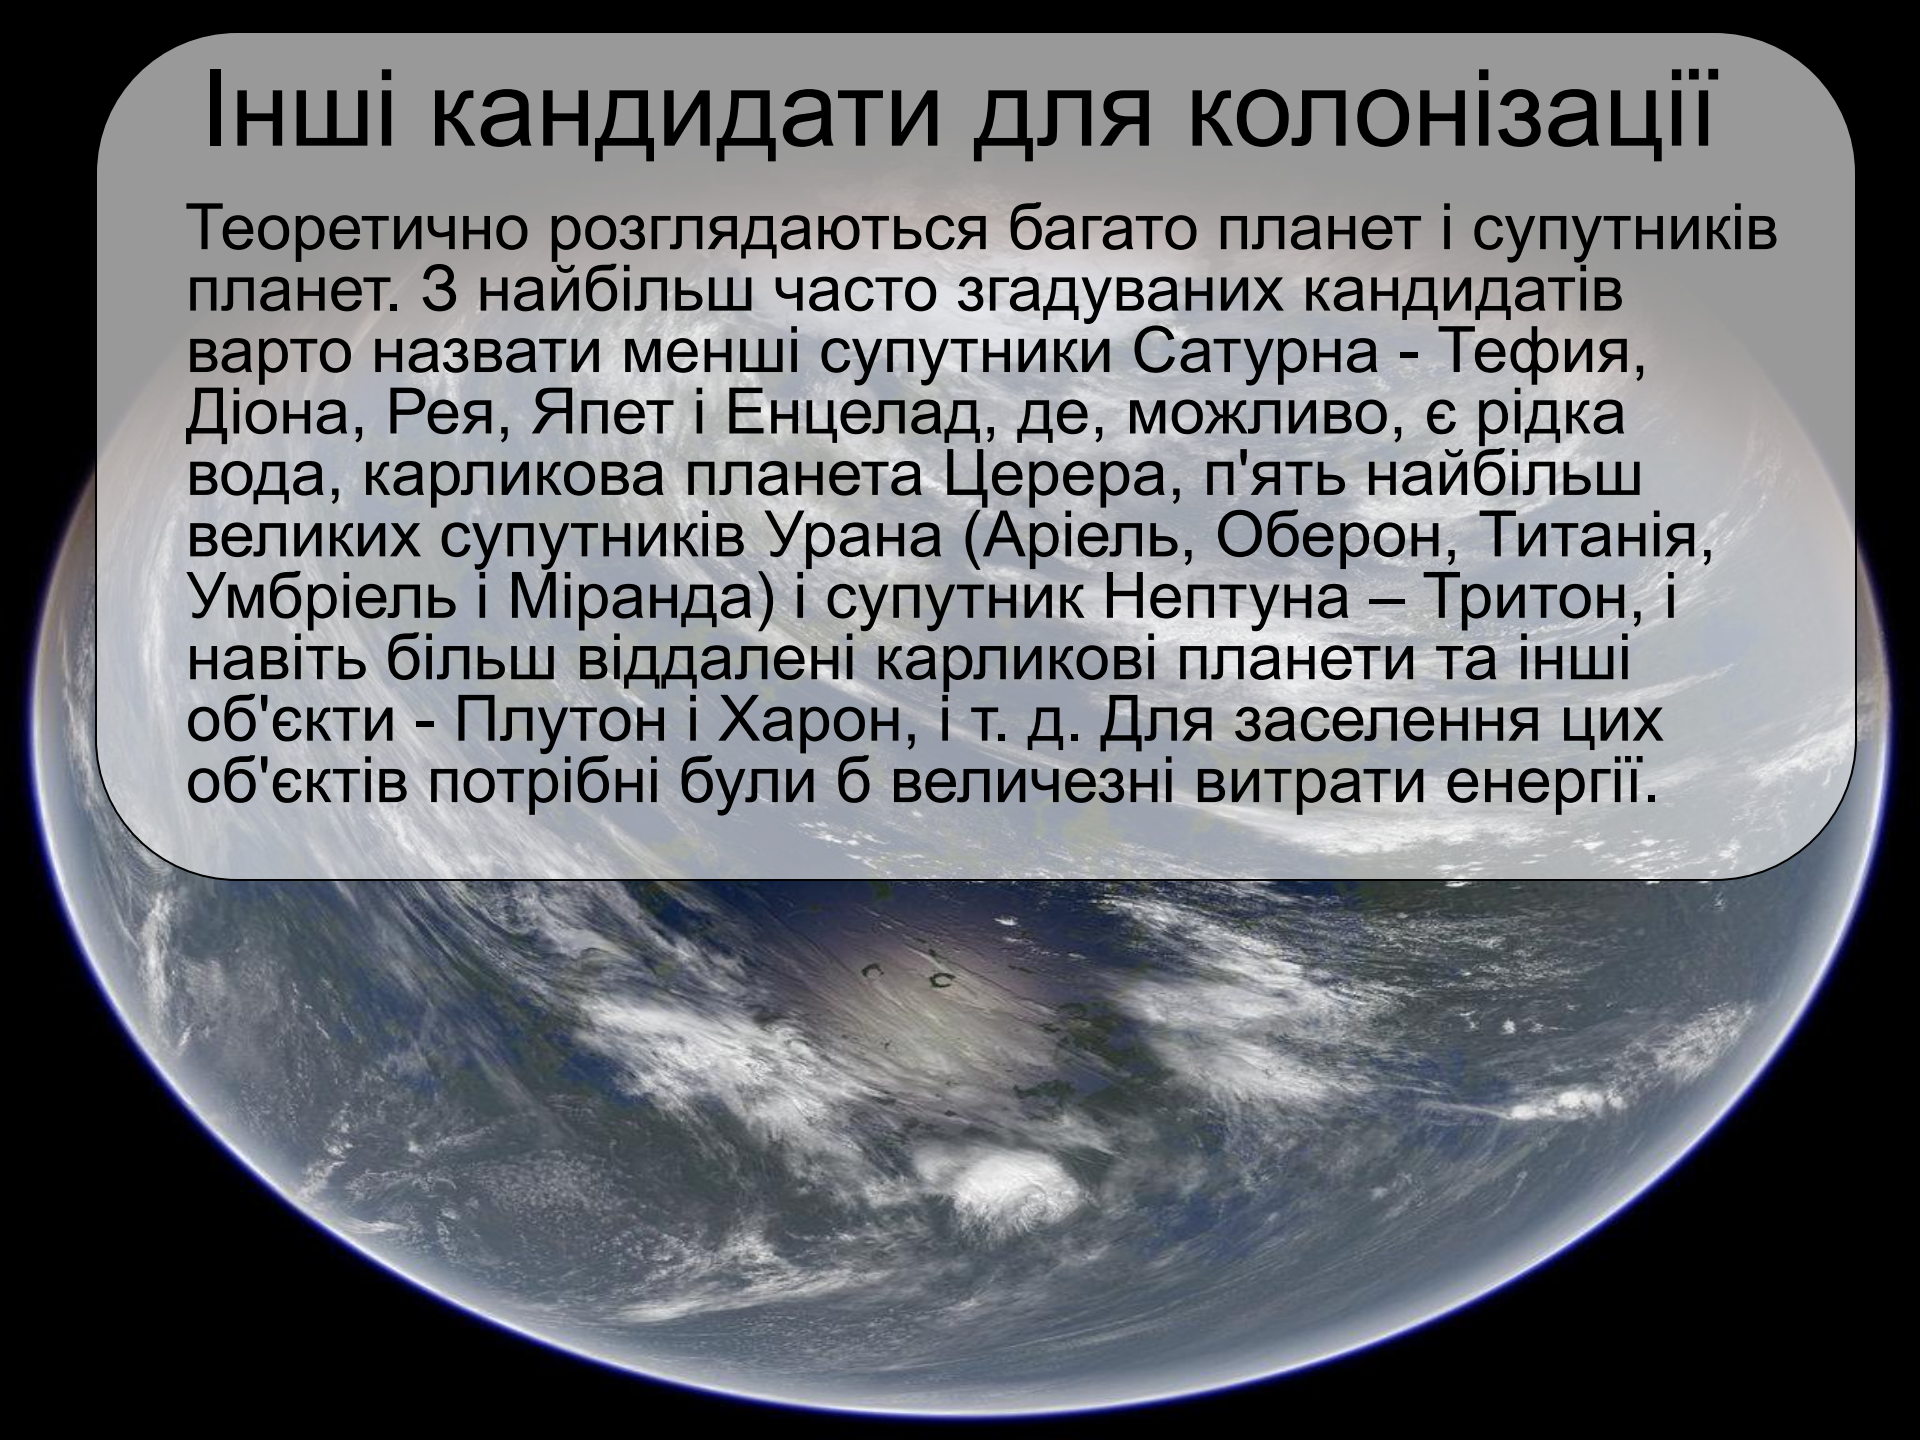 Інші кандидати для колонізації
Теоретично розглядаються багато планет і супутників
планет. З найбільш часто згадуваних кандидатів
варто назвати менші супутники Сатурна - Тефия,
Діона, Рея, Япет і Енцелад, де, можливо, є рідка
вода, карликова планета Церера, п'ять найбільш
великих супутників Урана (Аріель, Оберон, Титанія,
Умбріель і Міранда) і супутник Нептуна – Тритон, і
навіть більш віддалені карликові планети та інші
об'єкти - Плутон і Харон, і т. д. Для заселення цих
об'єктів потрібні були б величезні витрати енергії.